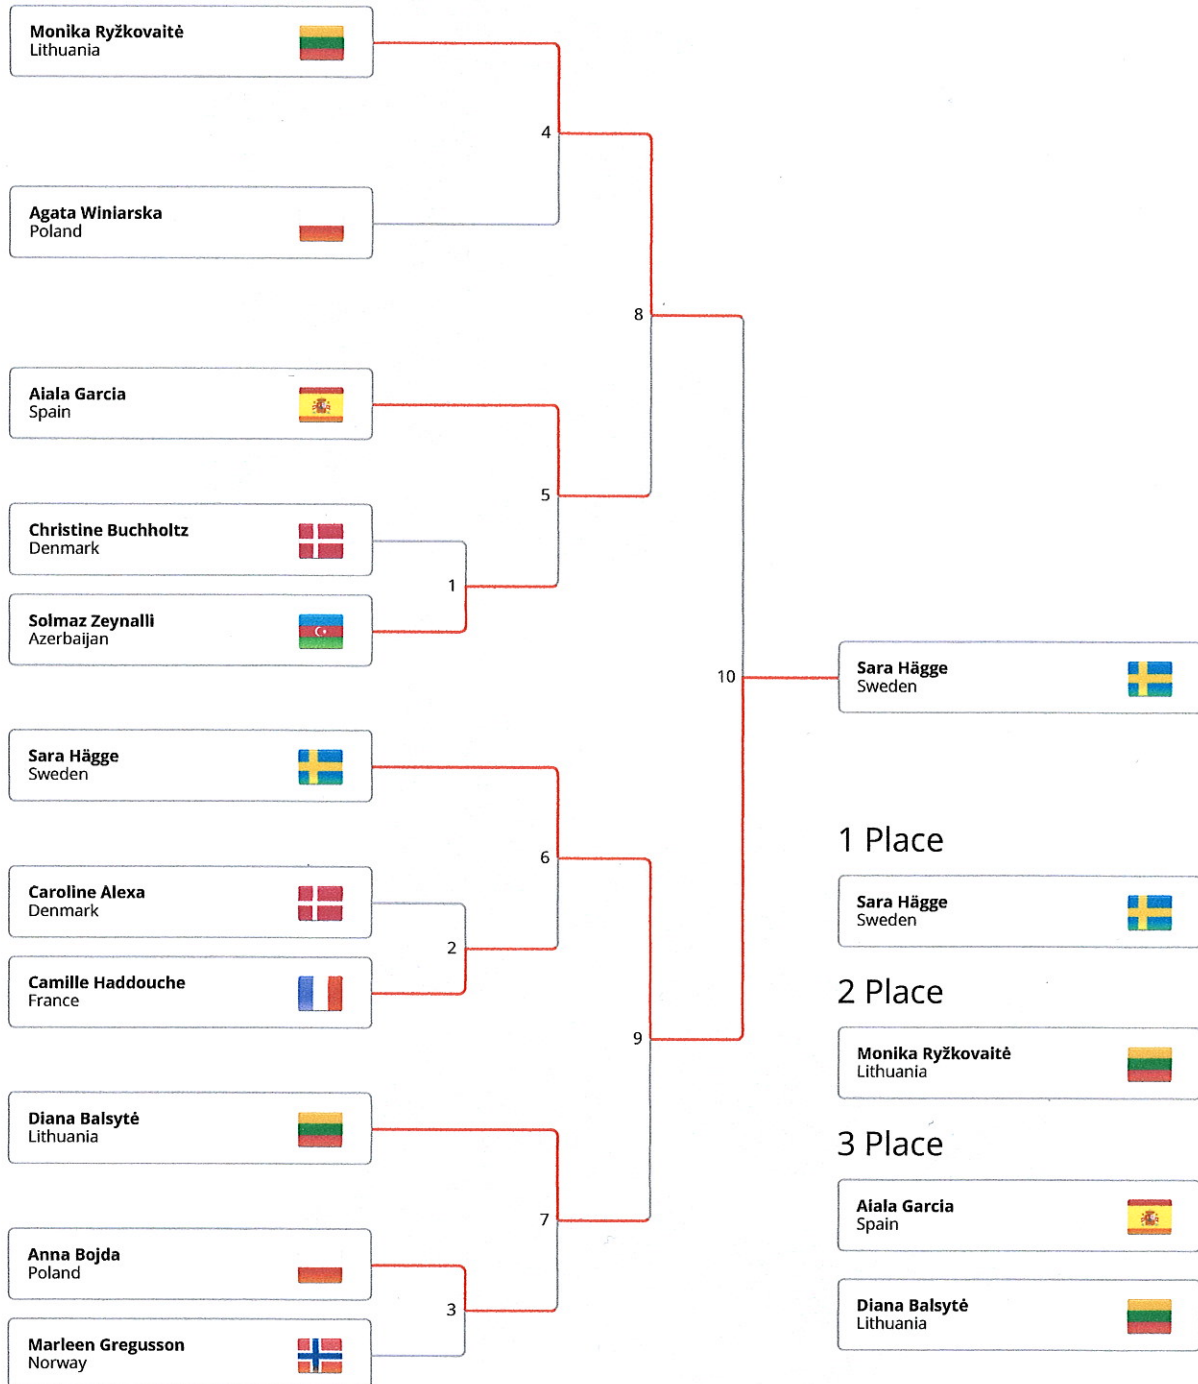 Monika Ryžkovaitė
Lithuania
4
Agata Winiarska
Poland
8
Aiala Garcia
Spain
5
Christine Buchholtz
Denmark
1
Solmaz Zeynalli
Azerbaijan
10
Sara Hägge
Sweden
Sara Hägge
Sweden
6
Caroline Alexa
Denmark
2
Camille Haddouche
France
9
Diana Balsytė
Lithuania
7
Anna Bojda
Poland
3
Marleen Gregusson
Norway
1 Place
Sara Hägge
Sweden
2 Place
Monika Ryžkovaitė
Lithuania
3 Place
Aiala Garcia
Spain
Diana Balsytė
Lithuania